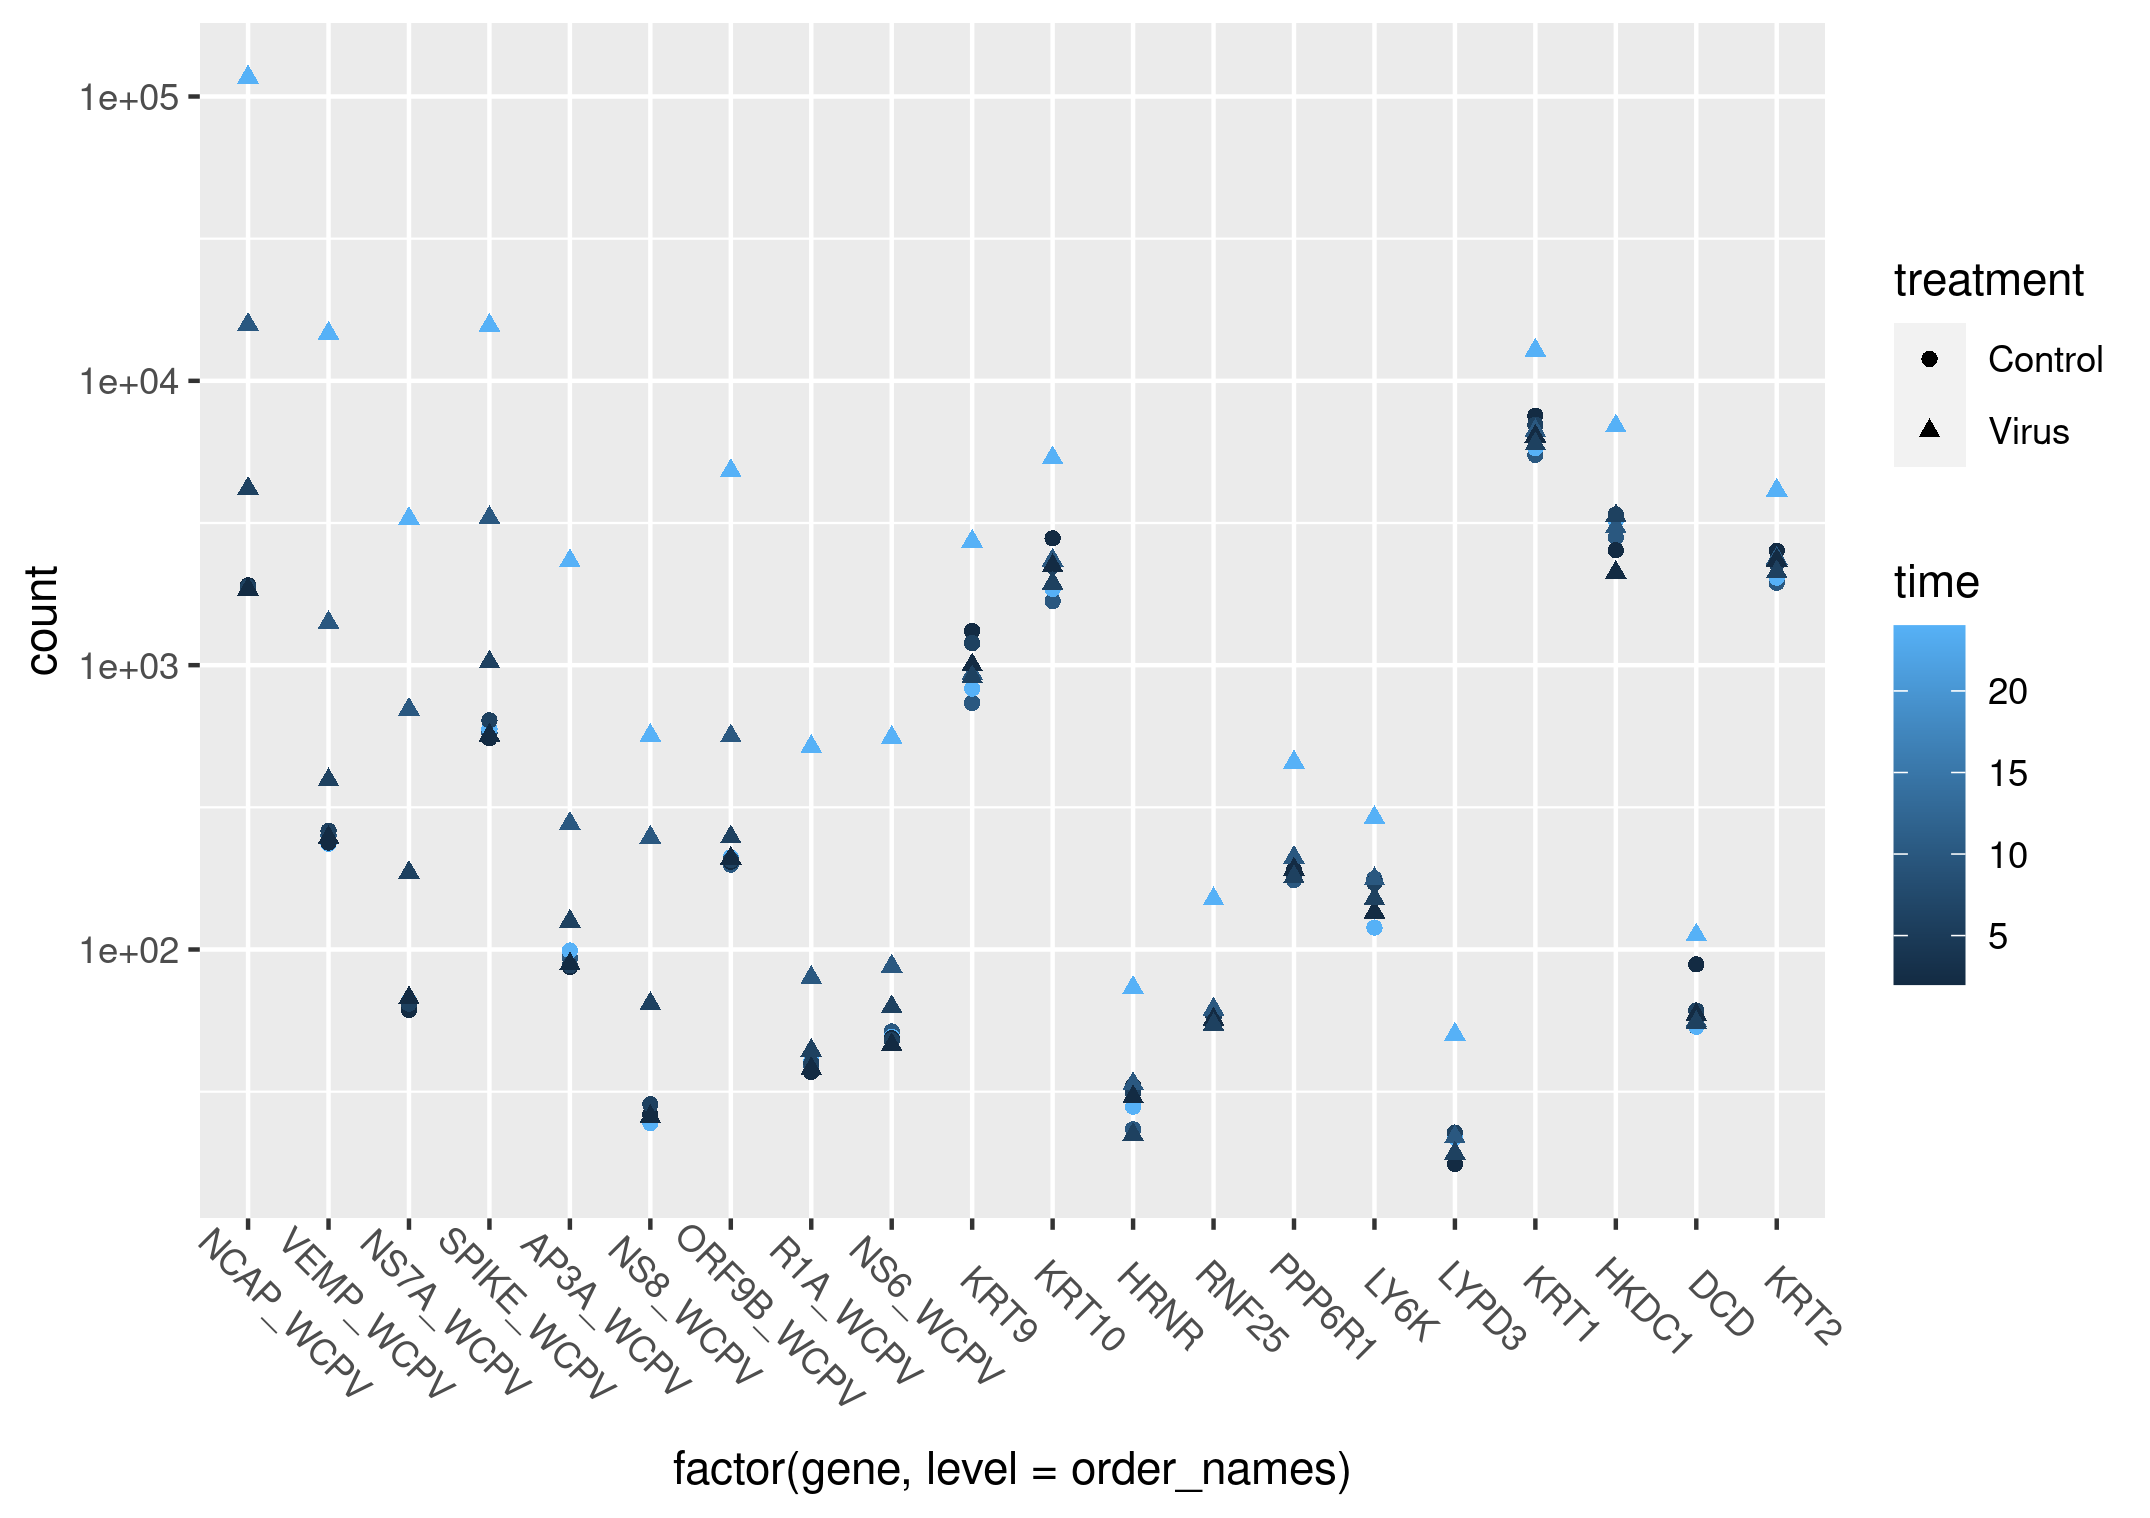 1e+05
1e+04
1e+03
1e+02
count
NCAP_WCPV
VEMP_WCPV
NS7A_WCPV
SPIKE_WCPV
AP3A_WCPV
NS8_WCPV
ORF9B_WCPV
R1A_WCPV
NS6_WCPV
KRT9
KRT10
HRNR
RNF25
PPP6R1
LY6K
LYPD3
KRT1
HKDC1
DCD
KRT2
factor(gene, level = order_names)
treatment
Control
Virus
time
20
15
10
5